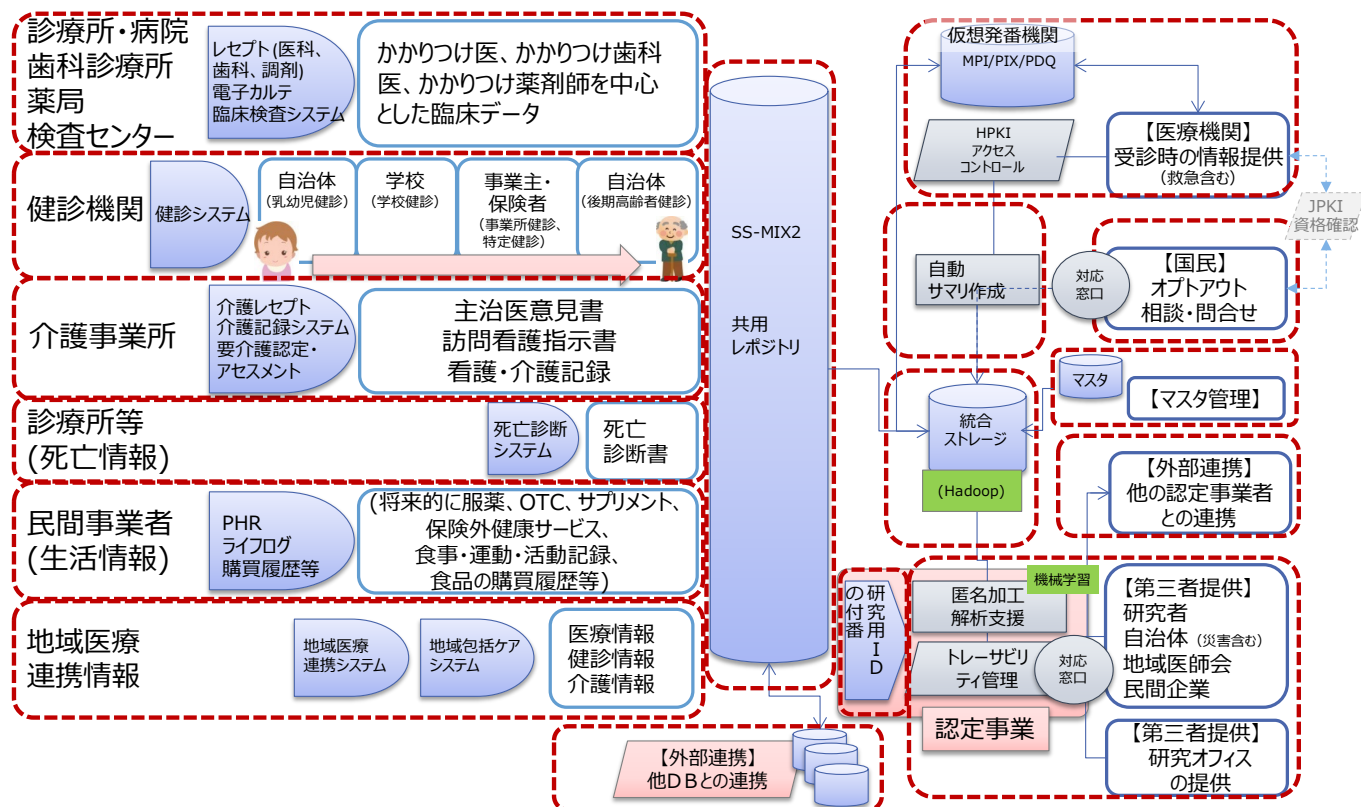 診療所・病院
歯科診療所
薬局
検査センター
レセプト(医科、
歯科、調剤)
電子カルテ
臨床検査システム
かかりつけ医、かかりつけ歯科
医、かかりつけ薬剤師を中心
とした臨床データ
健診機関
健診システム
自治体
(乳幼児健診)
学校
(学校健診)
事業主・
保険者
(事業所健診、
特定健診)
自治体
(後期高齢者健診)
介護事業所
介護レセプト
介護記録システム
要介護認定・
アセスメント
主治医意見書
訪問看護指示書
看護・介護記録
診療所等
(死亡情報)
死亡診断
システム
死亡
診断書
民間事業者
(生活情報)
PHR
ライフログ
購買履歴等
(将来的に服薬、OTC、サプリメント、
保険外健康サービス、
食事・運動・活動記録、
食品の購買履歴等)
地域医療
連携情報
地域医療
連携システム
地域包括ケア
システム
医療情報
健診情報
介護情報
SS-MIX2
共用
レポジトリ
【外部連携】
他DBとの連携
仮想発番機関
MPI/PIX/PDQ
HPKI
アクセス
コントロール
【医療機関】
受診時の情報提供
(救急含む)
JPKI
資格確認
自動
サマリ作成
対応
窓口
【国民】
オプトアウト
相談・問合せ
マスタ
【マスタ管理】
統合
ストレージ
(Hadoop)
【外部連携】
他の認定事業者
との連携
研究用ID
の付番
機械学習
匿名加工
解析支援
トレーサビリ
ティ管理
対応
窓口
認定事業
【第三者提供】
研究者
自治体(災害含む)
地域医師会
民間企業
【第三者提供】
研究オフィス
の提供